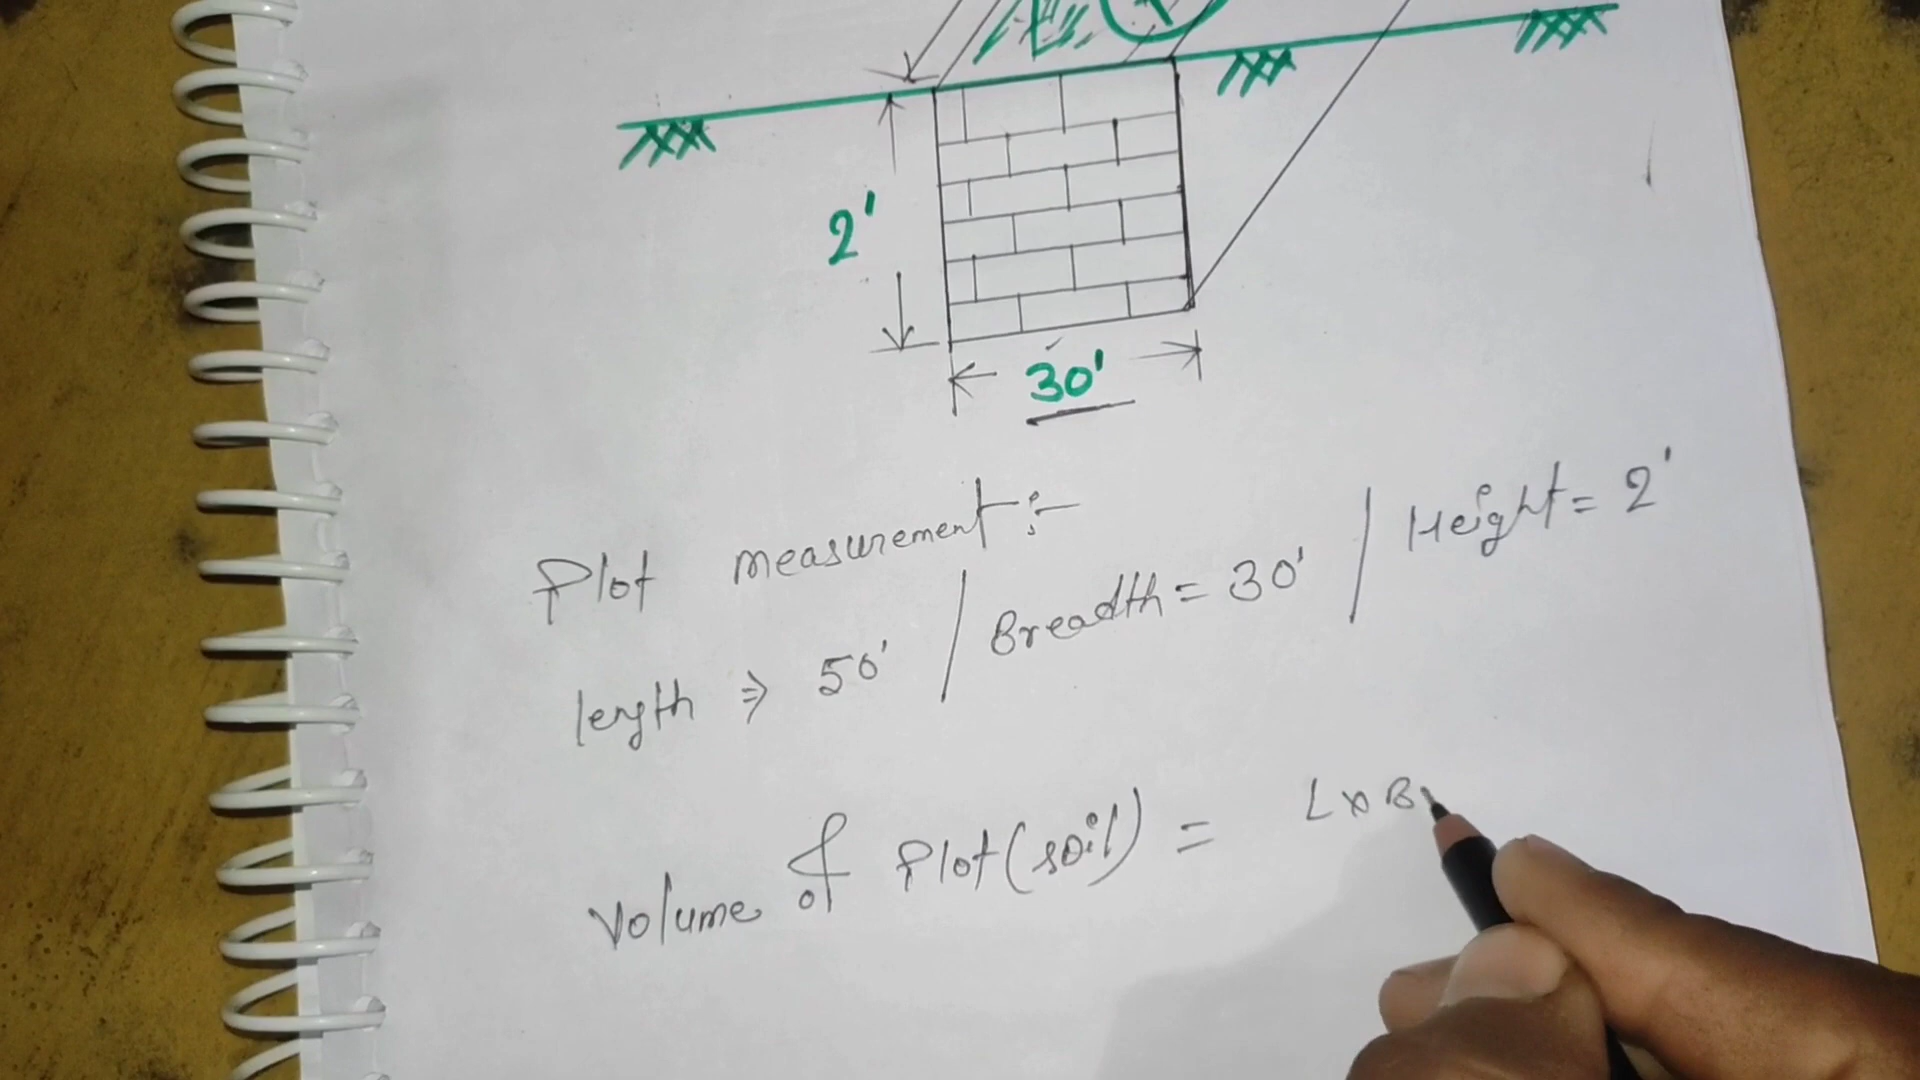 2'
30'
Plot measurement :-
length ⇒ 50' / Breadth = 30' / Height = 2'
Volume of Plot (soil) = L x B